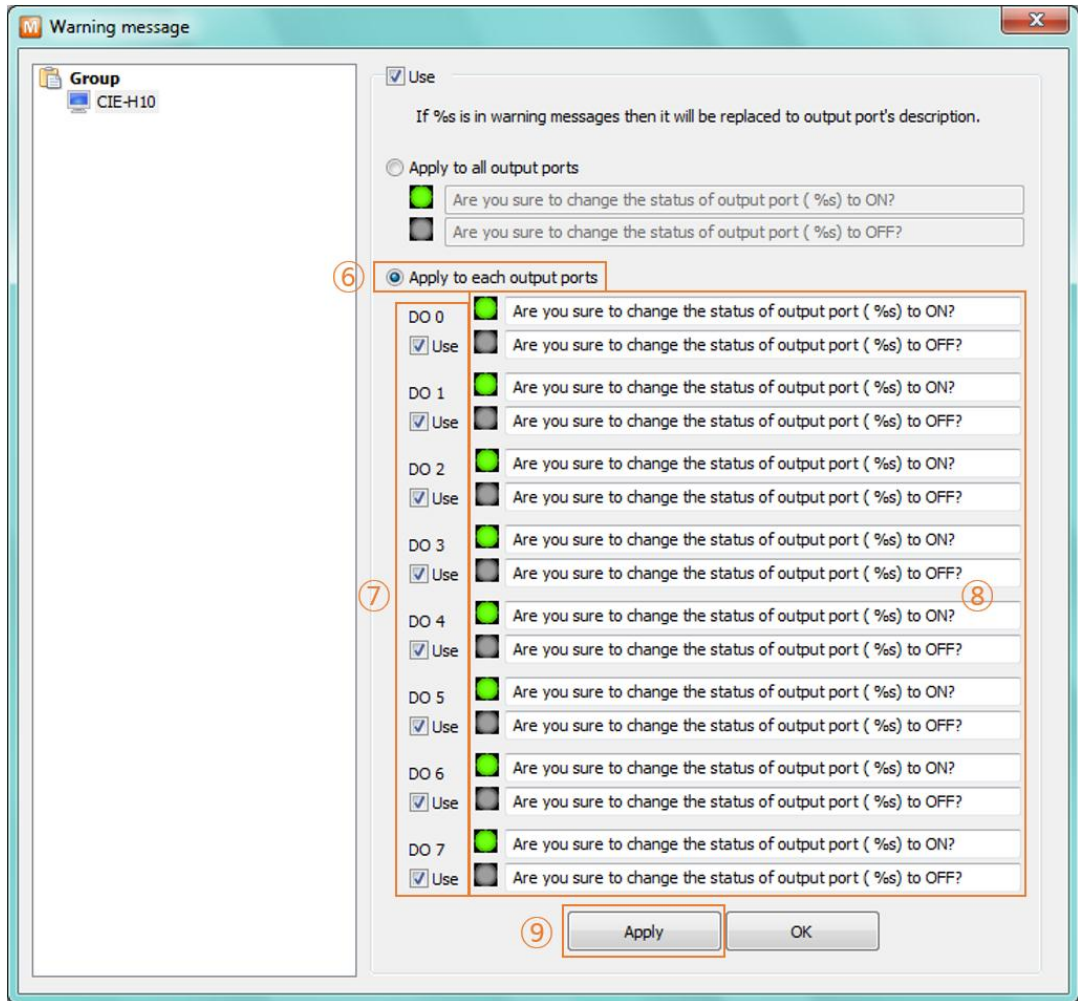 M Warning message
X
Group
CIE-H10
Use
If %s is in warning messages then it will be replaced to output port's description.
Apply to all output ports
Are you sure to change the status of output port ( %s) to ON?
Are you sure to change the status of output port ( %s) to OFF?
⑥ Apply to each output ports
DO 0 Are you sure to change the status of output port ( %s) to ON?
Use Are you sure to change the status of output port ( %s) to OFF?
DO 1 Are you sure to change the status of output port ( %s) to ON?
Use Are you sure to change the status of output port ( %s) to OFF?
DO 2 Are you sure to change the status of output port ( %s) to ON?
Use Are you sure to change the status of output port ( %s) to OFF?
DO 3 Are you sure to change the status of output port ( %s) to ON?
Use Are you sure to change the status of output port ( %s) to OFF?
⑦ ⑧
DO 4 Are you sure to change the status of output port ( %s) to ON?
Use Are you sure to change the status of output port ( %s) to OFF?
DO 5 Are you sure to change the status of output port ( %s) to ON?
Use Are you sure to change the status of output port ( %s) to OFF?
DO 6 Are you sure to change the status of output port ( %s) to ON?
Use Are you sure to change the status of output port ( %s) to OFF?
DO 7 Are you sure to change the status of output port ( %s) to ON?
Use Are you sure to change the status of output port ( %s) to OFF?
⑨ Apply OK